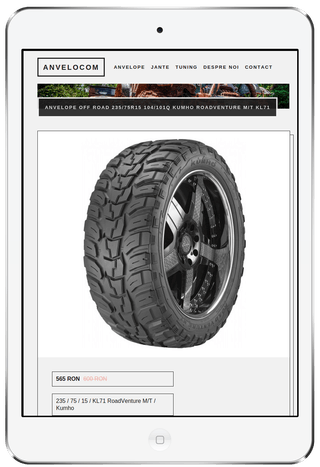 ANVELOCOM
ANVELOPE JANTE TUNING DESPRE NOI CONTACT
ANVELOPE OFF ROAD 235/75R15 104/101Q KUMHO ROADVENTURE M/T KL71
565 RON 600 RON
235 / 75 / 15 / KL71 RoadVenture M/T /
Kumho